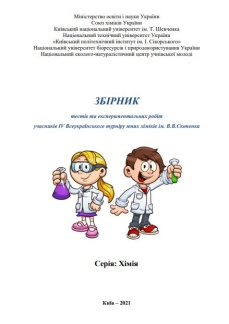 Міністерство освіти і науки України
Союз хіміків України
Київський національний університет ім. Т. Шевченка
Національний технічний університет України
«Київський політехнічний інститут ім. І. Сікорського»
Національний університет біоресурсів і природокористування України
Національний еколого-натуралістичний центр учнівської молоді
ЗБІРНИК
тестів та експериментальних робіт
учасників IV Всеукраїнського турніру юних хіміків ім. В.В.Скопенка
Серія: Хімія
Київ – 2021